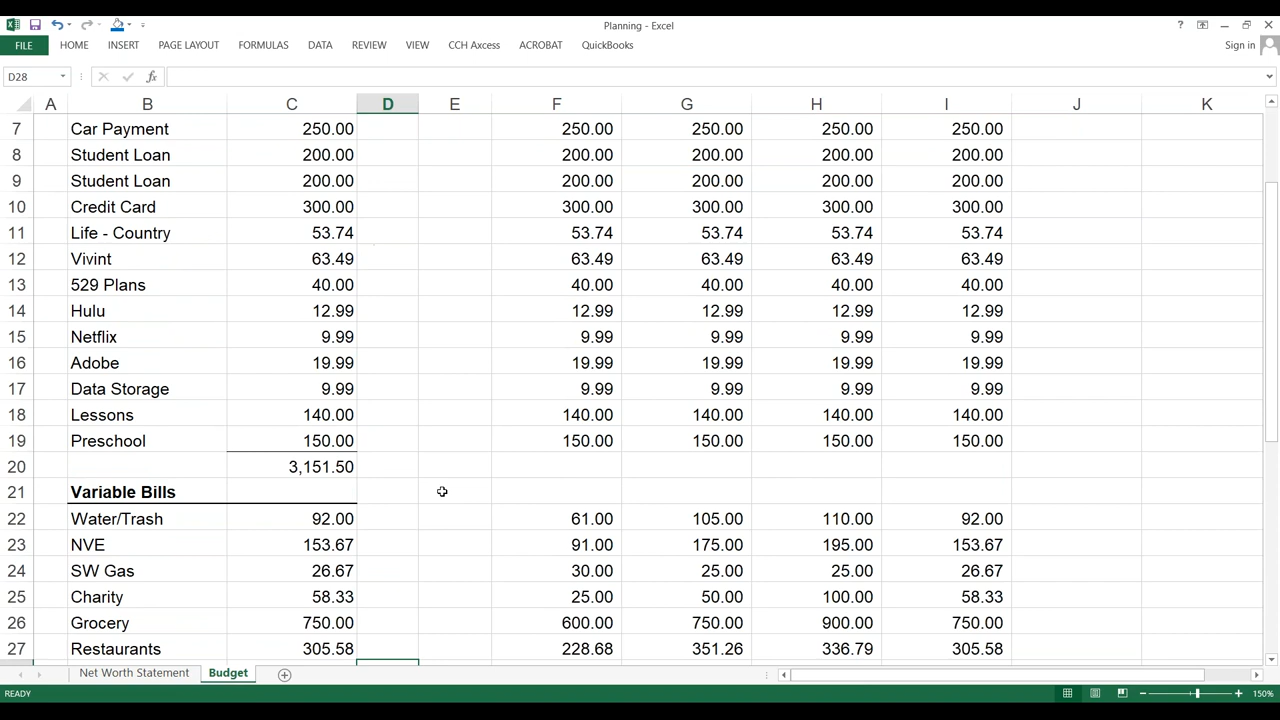 Planning - Excel
?
FILE HOME INSERT PAGE LAYOUT FORMULAS DATA REVIEW VIEW CCH Axcess ACROBAT QuickBooks Sign in
D28 fx
A B C D E F G H I J K
7 Car Payment 250.00 250.00 250.00 250.00 250.00
8 Student Loan 200.00 200.00 200.00 200.00 200.00
9 Student Loan 200.00 200.00 200.00 200.00 200.00
10 Credit Card 300.00 300.00 300.00 300.00 300.00
11 Life - Country 53.74 53.74 53.74 53.74 53.74
12 Vivint 63.49 63.49 63.49 63.49 63.49
13 529 Plans 40.00 40.00 40.00 40.00 40.00
14 Hulu 12.99 12.99 12.99 12.99 12.99
15 Netflix 9.99 9.99 9.99 9.99 9.99
16 Adobe 19.99 19.99 19.99 19.99 19.99
17 Data Storage 9.99 9.99 9.99 9.99 9.99
18 Lessons 140.00 140.00 140.00 140.00 140.00
19 Preschool 150.00 150.00 150.00 150.00 150.00
20 3,151.50
21 Variable Bills
22 Water/Trash 92.00 61.00 105.00 110.00 92.00
23 NVE 153.67 91.00 175.00 195.00 153.67
24 SW Gas 26.67 30.00 25.00 25.00 26.67
25 Charity 58.33 25.00 50.00 100.00 58.33
26 Grocery 750.00 600.00 750.00 900.00 750.00
27 Restaurants 305.58 228.68 351.26 336.79 305.58
Net Worth Statement Budget
READY 150%